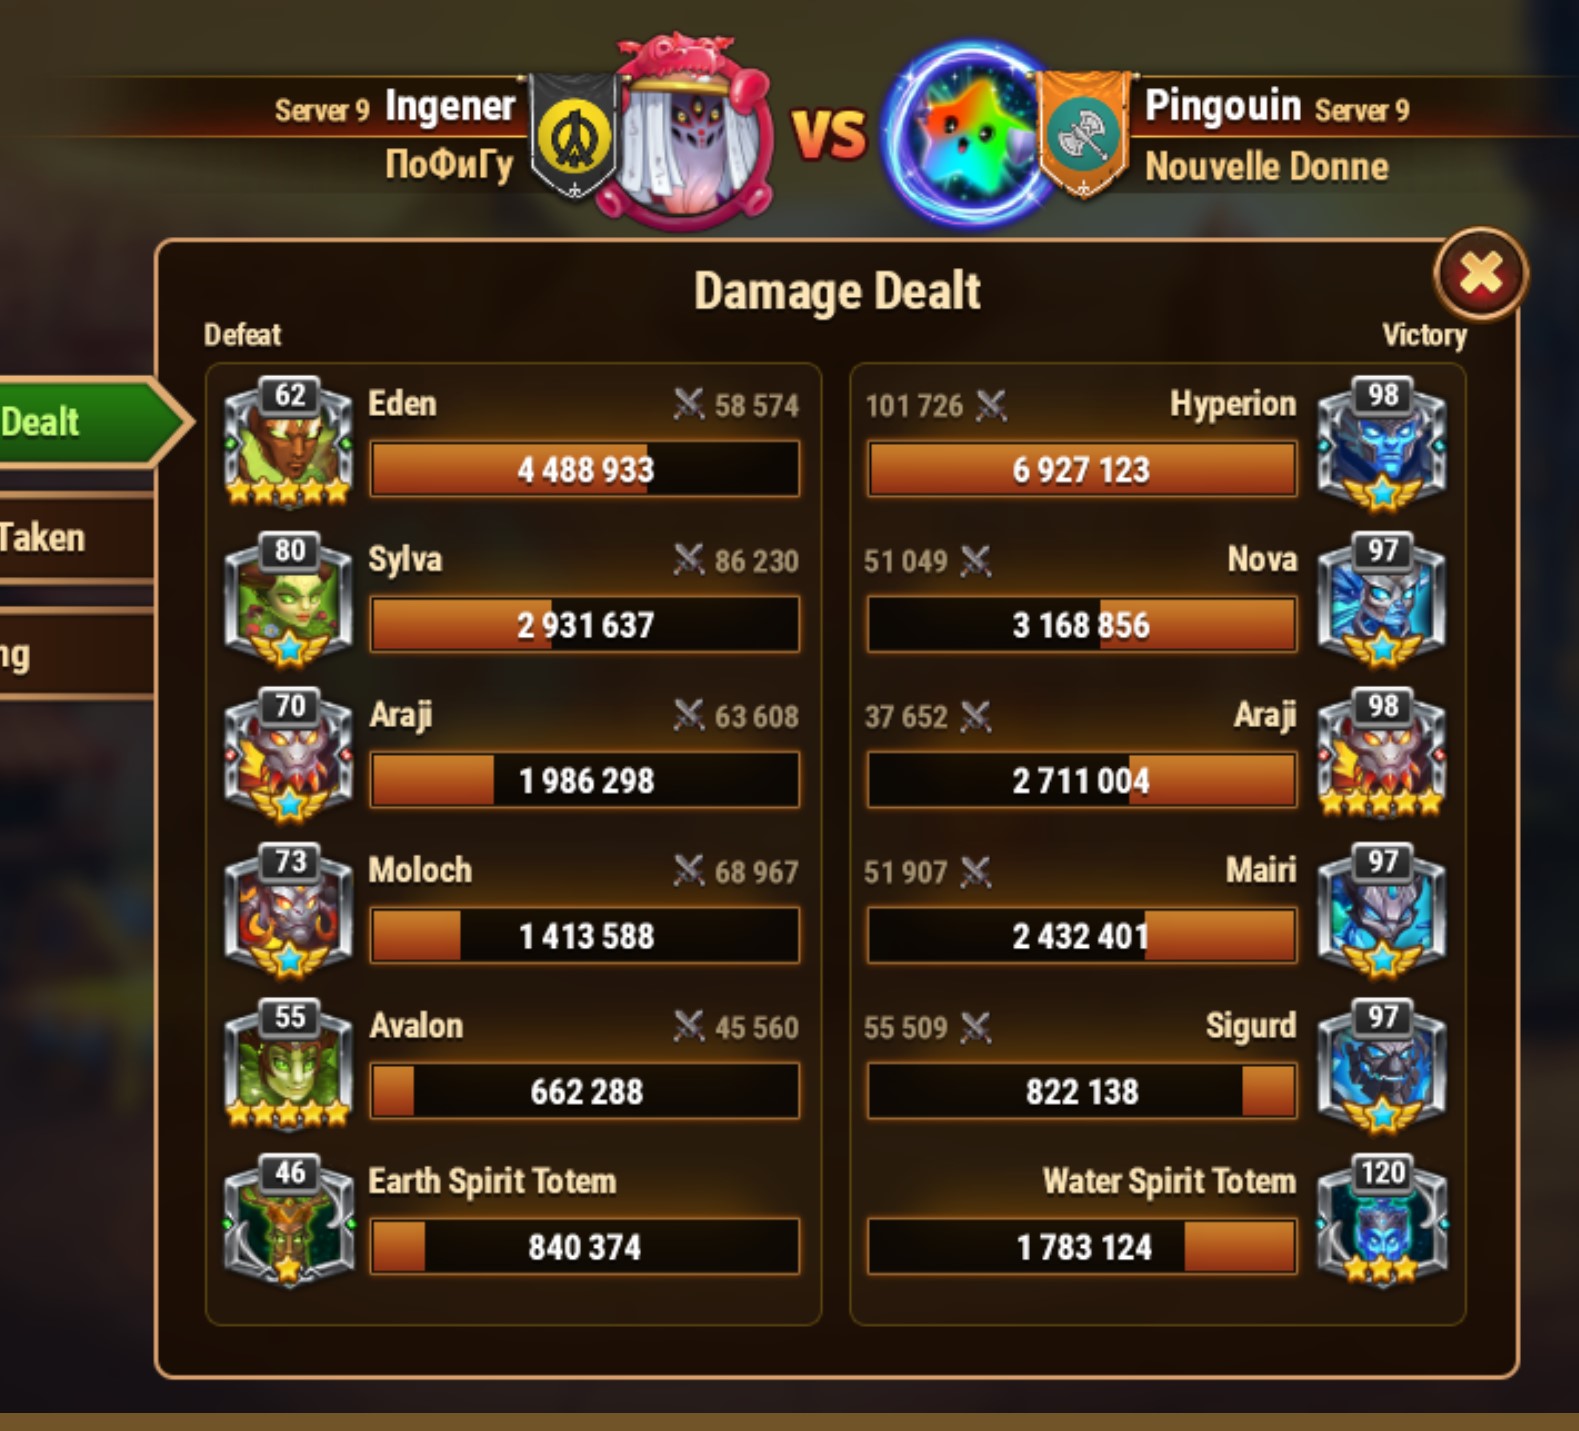 Server 9 Ingener
ПоФиГу
VS
Pingouin Server 9
Nouvelle Donne
Damage Dealt
Defeat
Victory
Dealt
Taken
ng
62
Eden
58 574
4 488 933
80
Sylva
86 230
2 931 637
70
Araji
63 608
1 986 298
73
Moloch
68 967
1 413 588
55
Avalon
45 560
662 288
46
Earth Spirit Totem
840 374
101 726
Hyperion
98
6 927 123
51 049
Nova
97
3 168 856
37 652
Araji
98
2 711 004
51 907
Mairi
97
2 432 401
55 509
Sigurd
97
822 138
Water Spirit Totem
120
1 783 124